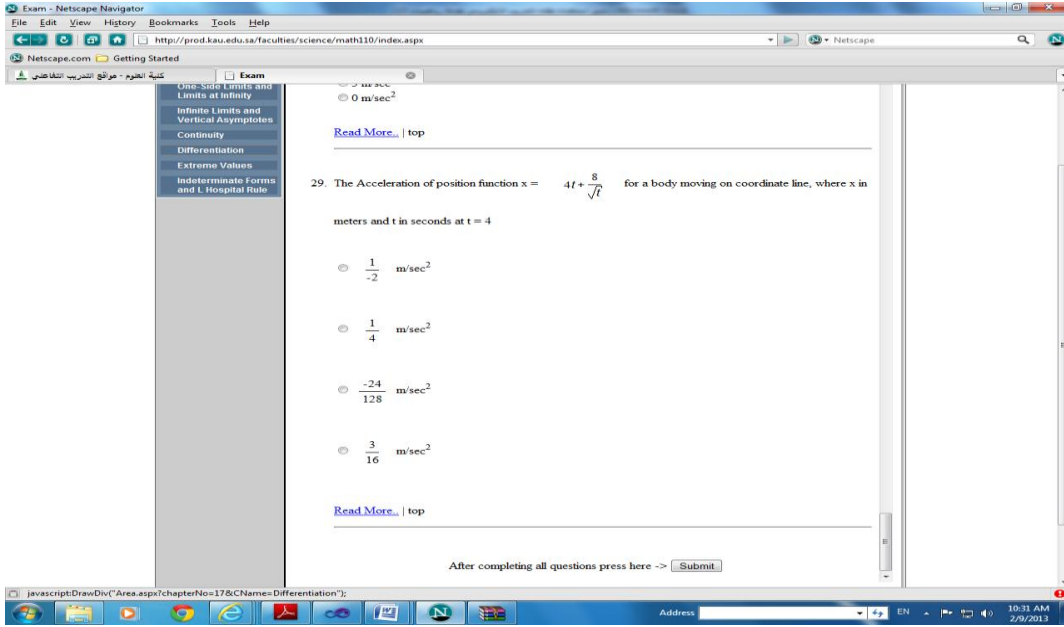 Exam - Netscape Navigator
File Edit View History Bookmarks Tools Help
http://prod.kau.edu.sa/faculties/science/math110/index.aspx
Netscape
Netscape.com Getting Started
كلية العلوم - مواقع التدريب التفاعلي
Exam
One-Side Limits and
Limits at Infinity
Infinite Limits and
Vertical Asymptotes
Continuity
Differentiation
Extreme Values
Indeterminate Forms
and L Hospital Rule
0 m/sec²
Read More.. | top
29. The Acceleration of position function x = 4t + 8/√t for a body moving on coordinate line, where x in
meters and t in seconds at t = 4
1/-2 m/sec²
1/4 m/sec²
-24/128 m/sec²
3/16 m/sec²
Read More.. | top
After completing all questions press here -> Submit
javascript:DrawDiv("Area.aspx?chapterNo=17&CName=Differentiation");
Address
EN
10:31 AM
2/9/2013